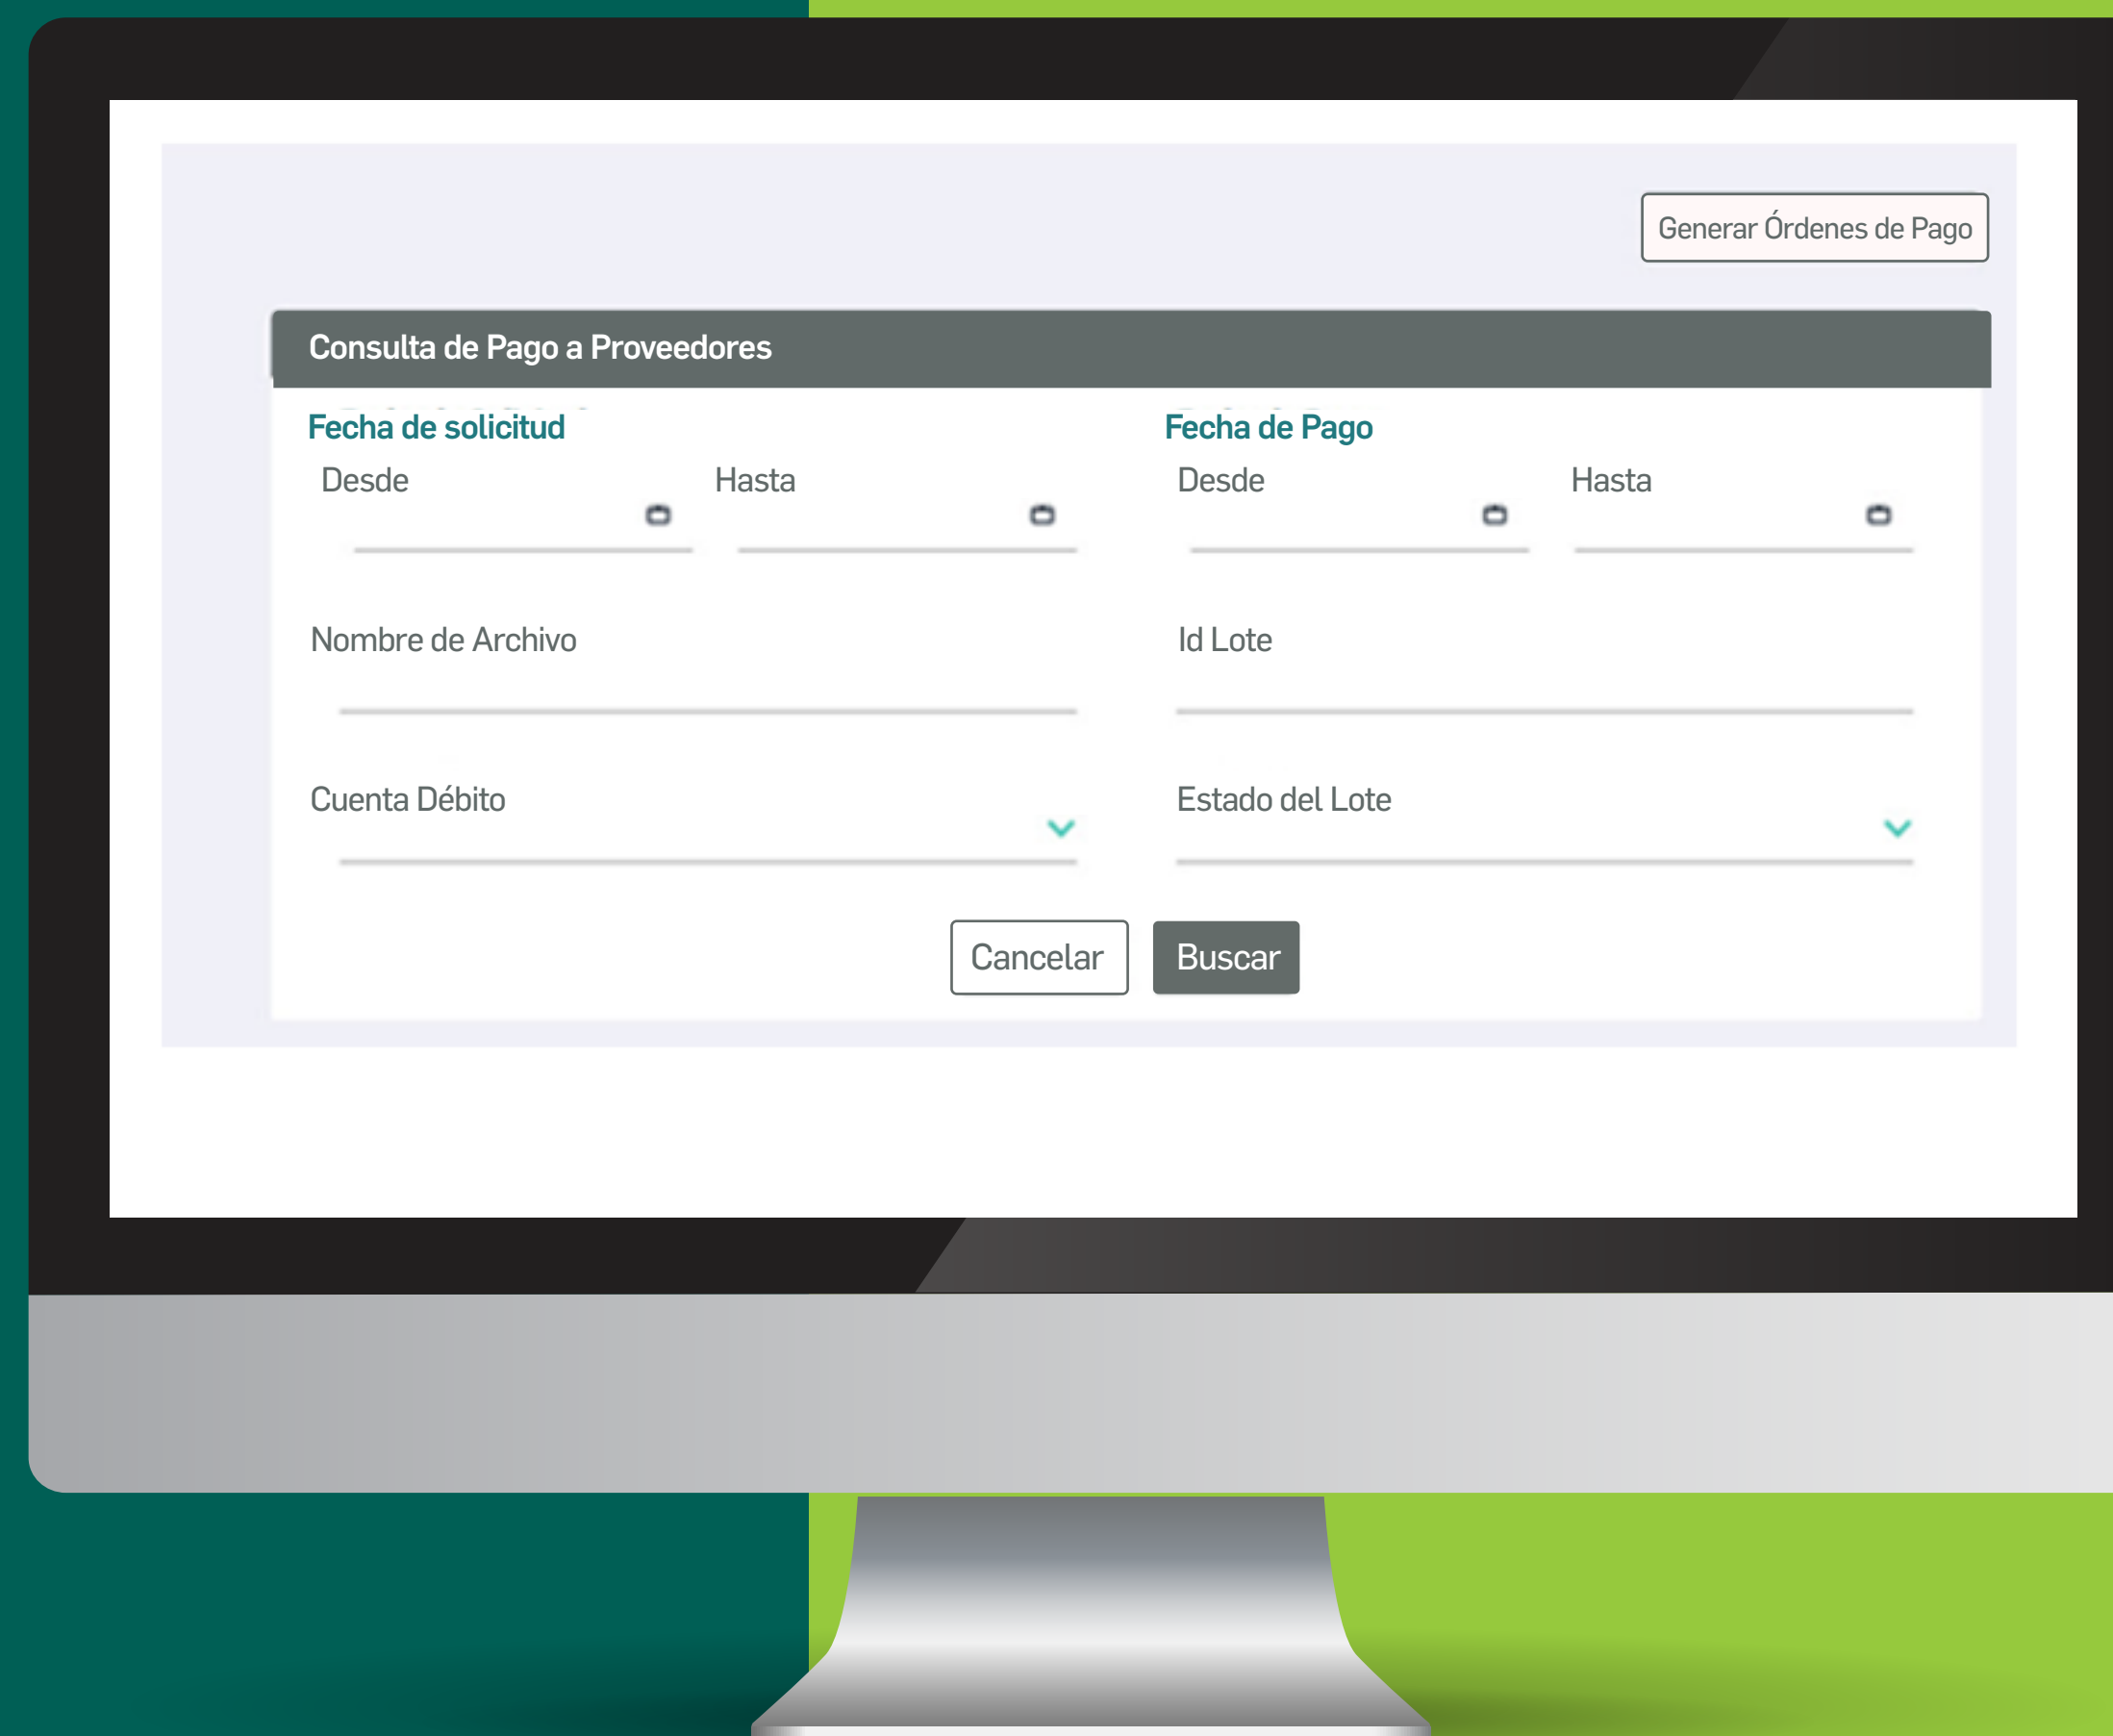 Generar Órdenes de Pago
Consulta de Pago a Proveedores
Fecha de solicitud
Fecha de Pago
Desde
Hasta
Desde
Hasta
Nombre de Archivo
Id Lote
Cuenta Débito
Estado del Lote
Cancelar
Buscar